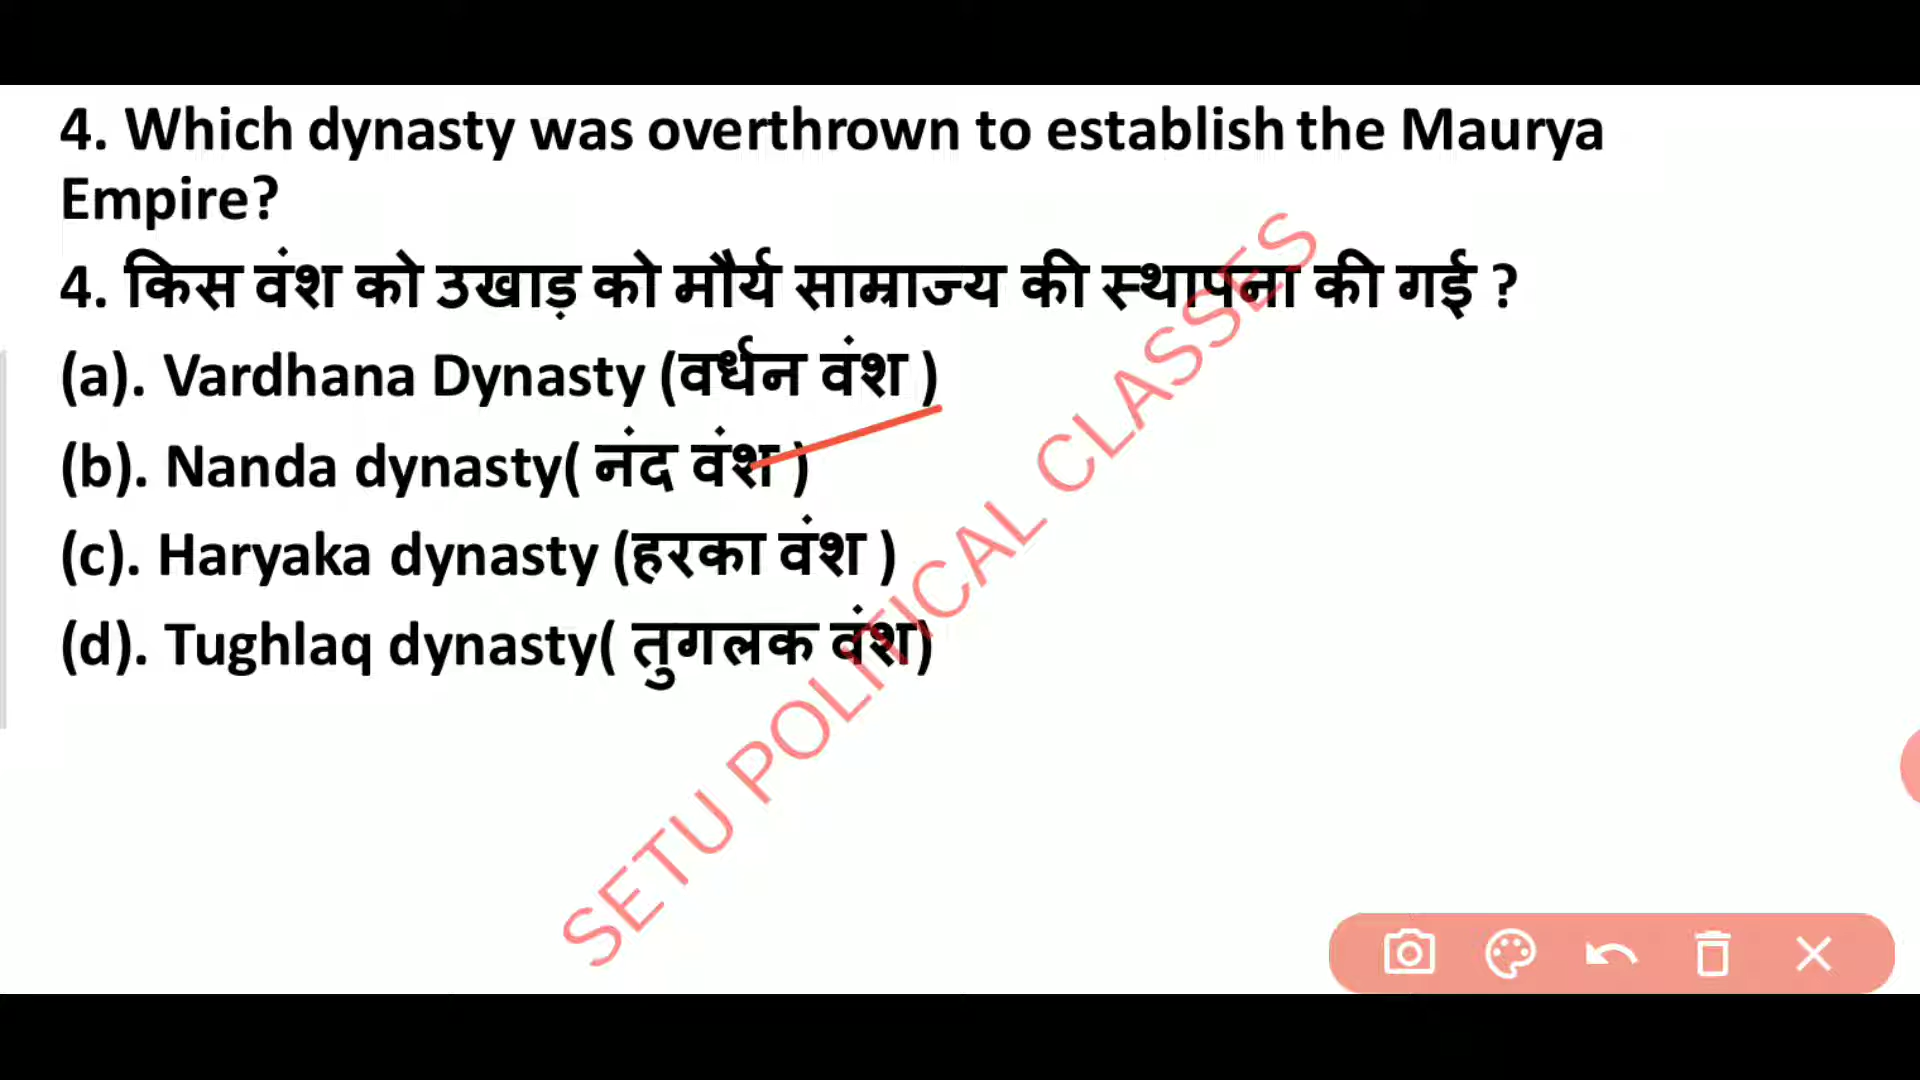 4. Which dynasty was overthrown to establish the Maurya
Empire?
4. किस वंश को उखाड़ को मौर्य साम्राज्य की स्थापना की गई ?
(a). Vardhana Dynasty (वर्धन वंश )
(b). Nanda dynasty( नंद वंश )
(c). Haryaka dynasty (हरका वंश )
(d). Tughlaq dynasty( तुगलक वंश)
SETU POLITICAL CLASSES